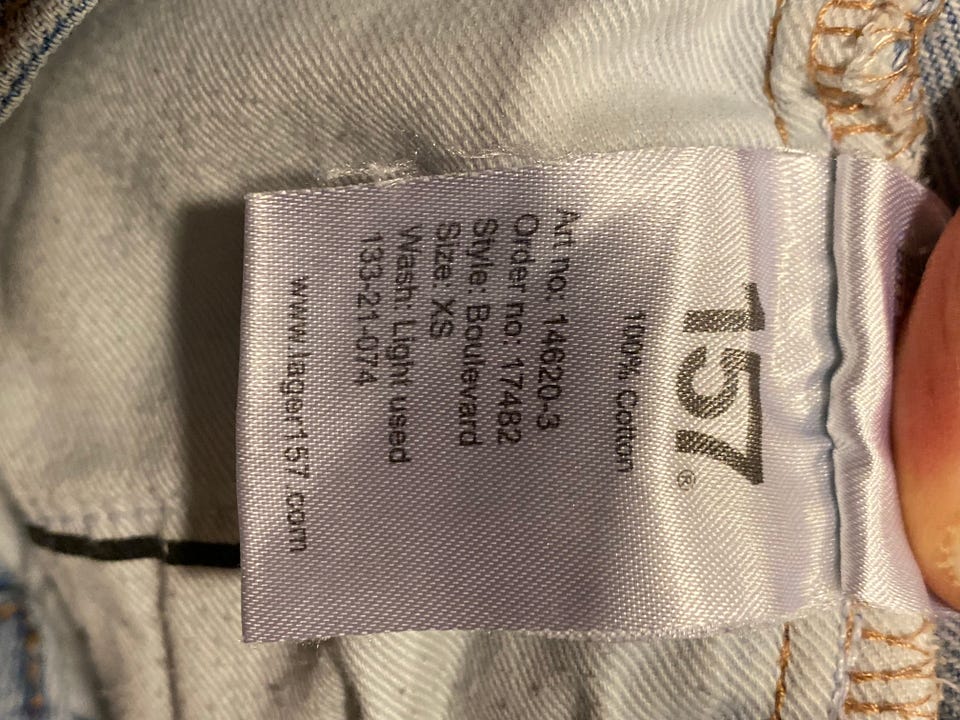 157®
100% Cotton
Art no: 14620-3
Order no: 17482
Style: Boulevard
Size: XS
Wash: Light used
133-21-074
www.lager157.com